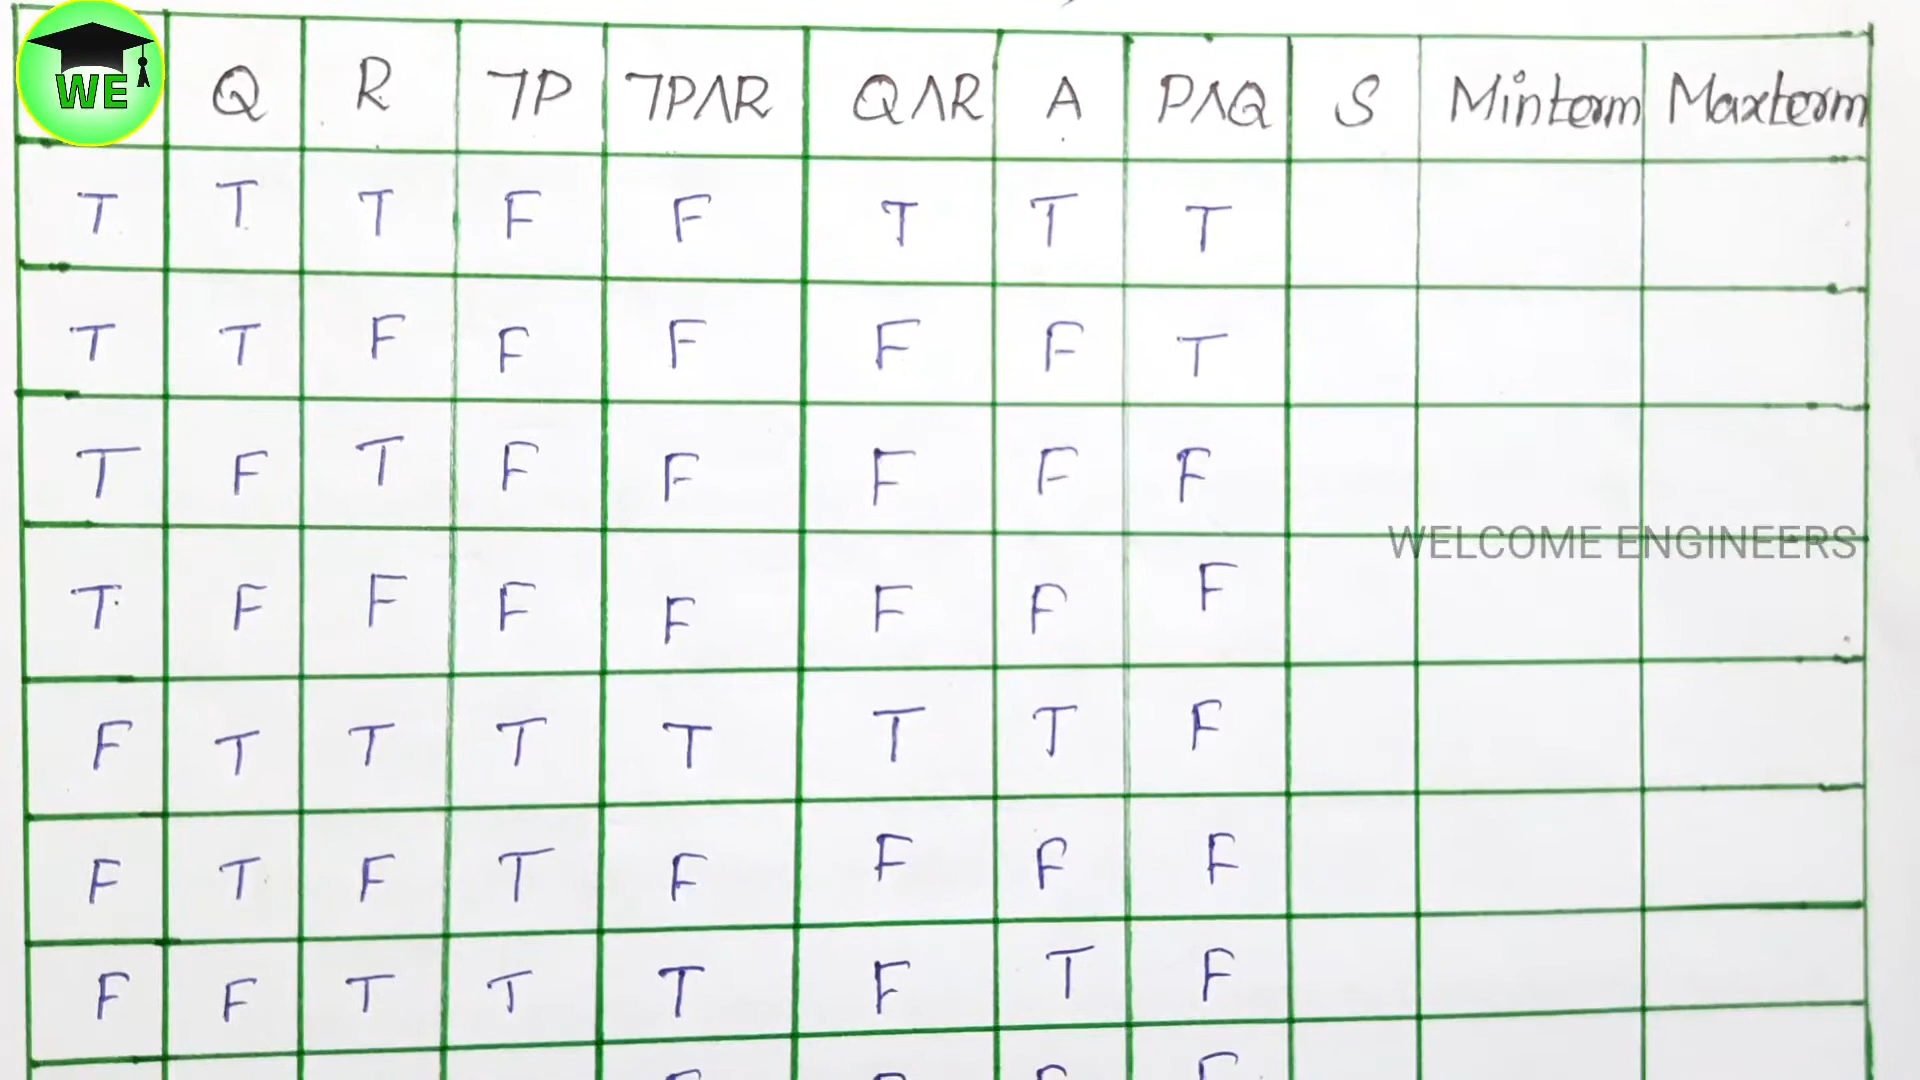 WE Q R ¬P ¬P∧R Q∧R A P∧Q S Minterm Maxterm
T T T F F T T T
T T F F F F F T
T F T F F F F F
WELCOME ENGINEERS
T F F F F F F F
F T T T T T T F
F T F T F F F F
F F T T T F T F